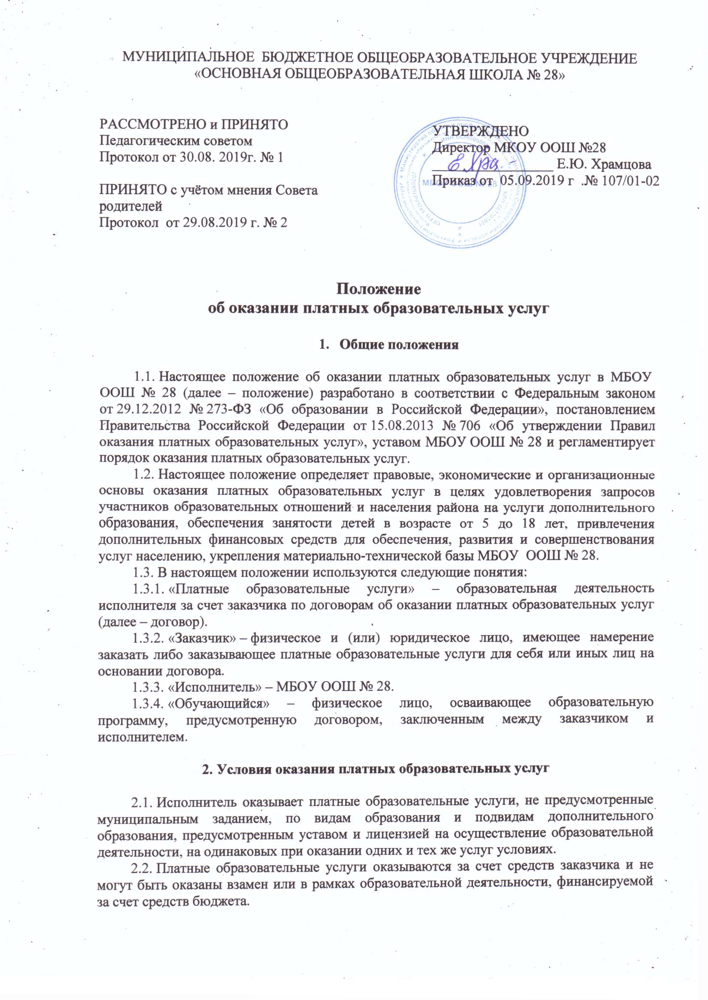 МУНИЦИПАЛЬНОЕ БЮДЖЕТНОЕ ОБЩЕОБРАЗОВАТЕЛЬНОЕ УЧРЕЖДЕНИЕ
«ОСНОВНАЯ ОБЩЕОБРАЗОВАТЕЛЬНАЯ ШКОЛА № 28»
РАССМОТРЕНО и ПРИНЯТО
Педагогическим советом
Протокол от 30.08. 2019г. № 1
ПРИНЯТО с учётом мнения Совета
родителей
Протокол от 29.08.2019 г. № 2
УТВЕРЖДЕНО
Директор МКОУ ООШ №28
Е.Ю. Храмцова
Приказ от 05.09.2019 г .№ 107/01-02
МБОУ ООШ № 28
Положение
об оказании платных образовательных услуг
1. Общие положения
1.1. Настоящее положение об оказании платных образовательных услуг в МБОУ
ООШ № 28 (далее – положение) разработано в соответствии с Федеральным законом
от 29.12.2012 № 273-ФЗ «Об образовании в Российской Федерации», постановлением
Правительства Российской Федерации от 15.08.2013 № 706 «Об утверждении Правил
оказания платных образовательных услуг», уставом МБОУ ООШ № 28 и регламентирует
порядок оказания платных образовательных услуг.
1.2. Настоящее положение определяет правовые, экономические и организационные
основы оказания платных образовательных услуг в целях удовлетворения запросов
участников образовательных отношений и населения района на услуги дополнительного
образования, обеспечения занятости детей в возрасте от 5 до 18 лет, привлечения
дополнительных финансовых средств для обеспечения, развития и совершенствования
услуг населению, укрепления материально-технической базы МБОУ ООШ № 28.
1.3. В настоящем положении используются следующие понятия:
1.3.1. «Платные образовательные услуги» – образовательная деятельность
исполнителя за счет заказчика по договорам об оказании платных образовательных услуг
(далее – договор).
1.3.2. «Заказчик» – физическое и (или) юридическое лицо, имеющее намерение
заказать либо заказывающее платные образовательные услуги для себя или иных лиц на
основании договора.
1.3.3. «Исполнитель» – МБОУ ООШ № 28.
1.3.4. «Обучающийся» – физическое лицо, осваивающее образовательную
программу, предусмотренную договором, заключенным между заказчиком и
исполнителем.
2. Условия оказания платных образовательных услуг
2.1. Исполнитель оказывает платные образовательные услуги, не предусмотренные
муниципальным заданием, по видам образования и подвидам дополнительного
образования, предусмотренным уставом и лицензией на осуществление образовательной
деятельности, на одинаковых при оказании одних и тех же услуг условиях.
2.2. Платные образовательные услуги оказываются за счет средств заказчика и не
могут быть оказаны взамен или в рамках образовательной деятельности, финансируемой
за счет средств бюджета.